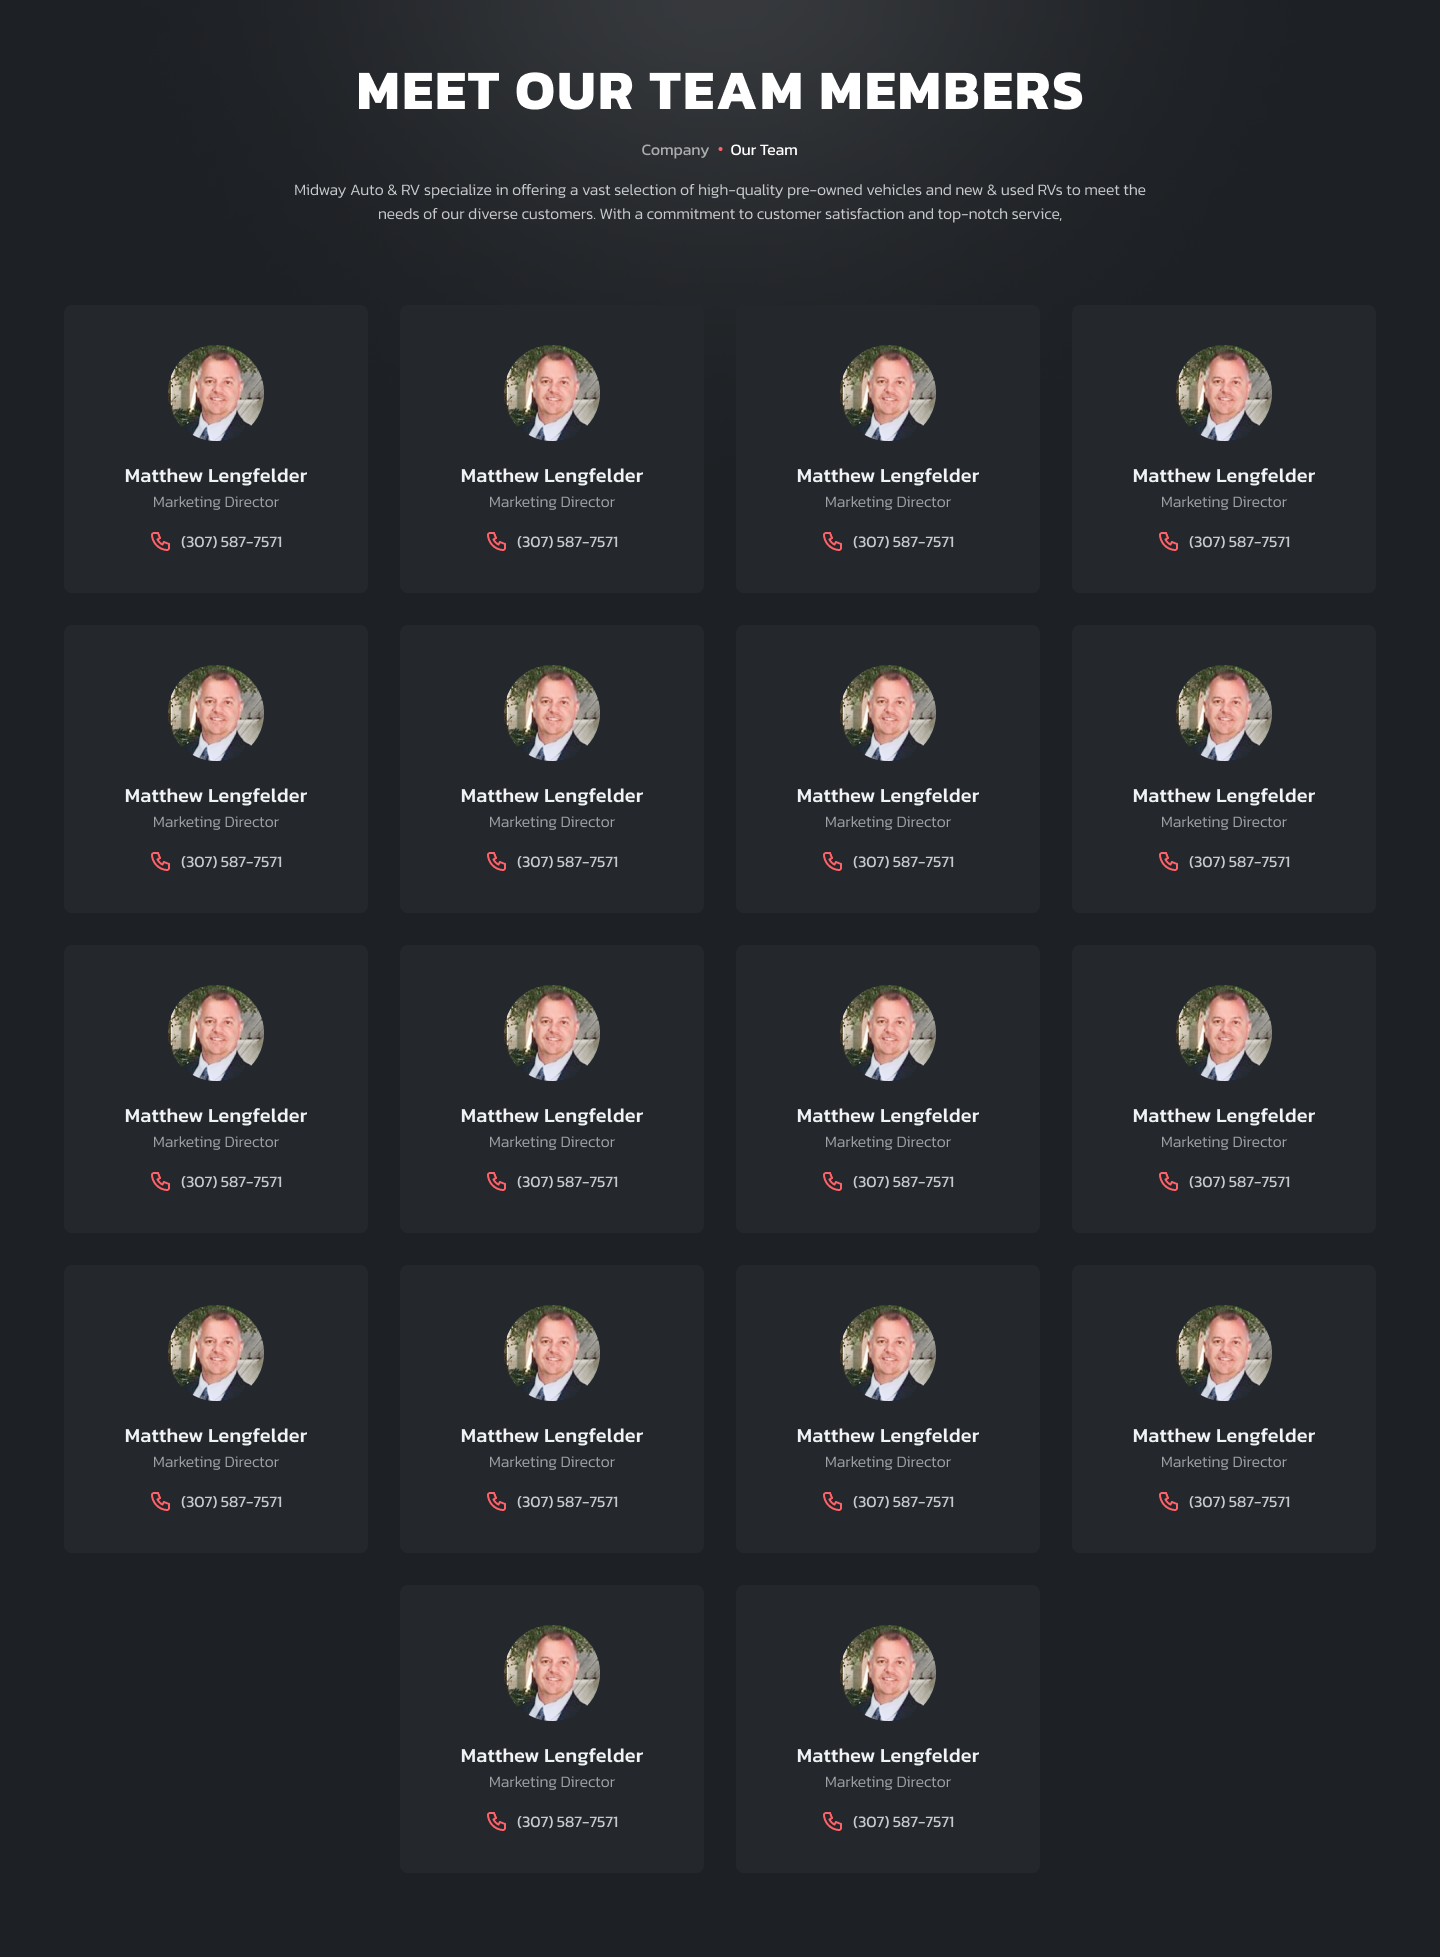 MEET OUR TEAM MEMBERS
Company • Our Team
Midway Auto & RV specialize in offering a vast selection of high-quality pre-owned vehicles and new & used RVs to meet the
needs of our diverse customers. With a commitment to customer satisfaction and top-notch service,
Matthew Lengfelder Matthew Lengfelder Matthew Lengfelder Matthew Lengfelder
Marketing Director Marketing Director Marketing Director Marketing Director
(307) 587-7571 (307) 587-7571 (307) 587-7571 (307) 587-7571
Matthew Lengfelder Matthew Lengfelder Matthew Lengfelder Matthew Lengfelder
Marketing Director Marketing Director Marketing Director Marketing Director
(307) 587-7571 (307) 587-7571 (307) 587-7571 (307) 587-7571
Matthew Lengfelder Matthew Lengfelder Matthew Lengfelder Matthew Lengfelder
Marketing Director Marketing Director Marketing Director Marketing Director
(307) 587-7571 (307) 587-7571 (307) 587-7571 (307) 587-7571
Matthew Lengfelder Matthew Lengfelder Matthew Lengfelder Matthew Lengfelder
Marketing Director Marketing Director Marketing Director Marketing Director
(307) 587-7571 (307) 587-7571 (307) 587-7571 (307) 587-7571
Matthew Lengfelder Matthew Lengfelder
Marketing Director Marketing Director
(307) 587-7571 (307) 587-7571